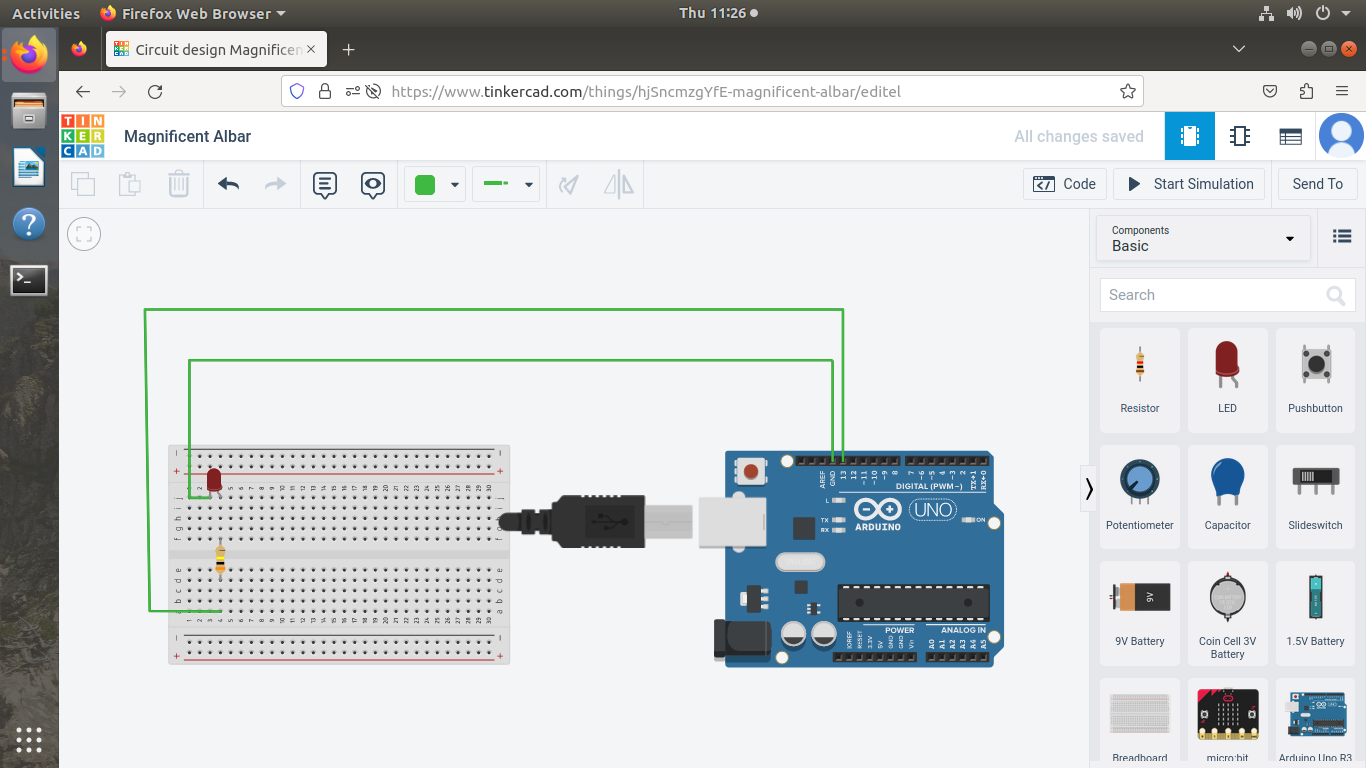 Activities
Firefox Web Browser
Thu 11:26
Circuit design Magnificen
https://www.tinkercad.com/things/hjSncmzgYfE-magnificent-albar/editel
TIN
KER
CAD
Magnificent Albar
All changes saved
Code
Start Simulation
Send To
Components
Basic
Search
Resistor
LED
Pushbutton
Potentiometer
Capacitor
Slideswitch
9V
9V Battery
Coin Cell 3V
Battery
1.5V Battery
Breadboard
micro:bit
Arduino Uno R3
AREF
GND
13
12
~11
~10
~9
8
7
~6
~5
4
~3
2
TX→1
RX←0
DIGITAL (PWM~)
L
TX
RX
ARDUINO
UNO
ON
POWER
ANALOG IN
IOREF
RESET
3.3V
5V
GND
GND
Vin
A0
A1
A2
A3
A4
A5